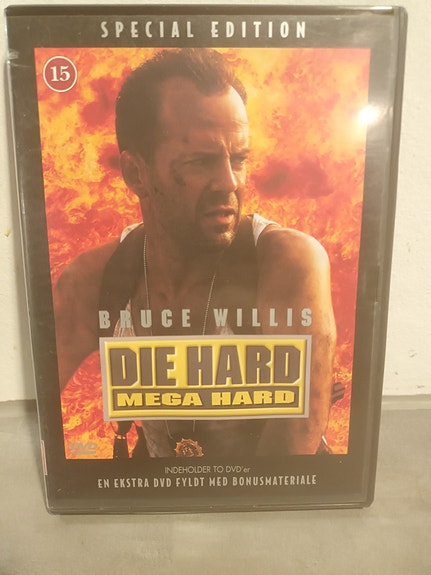 SPECIAL EDITION
15
BRUCE WILLIS
DIE HARD
MEGA HARD
DVD
INDEHOLDER TO DVD'er
EN EKSTRA DVD FYLDT MED BONUSMATERIALE